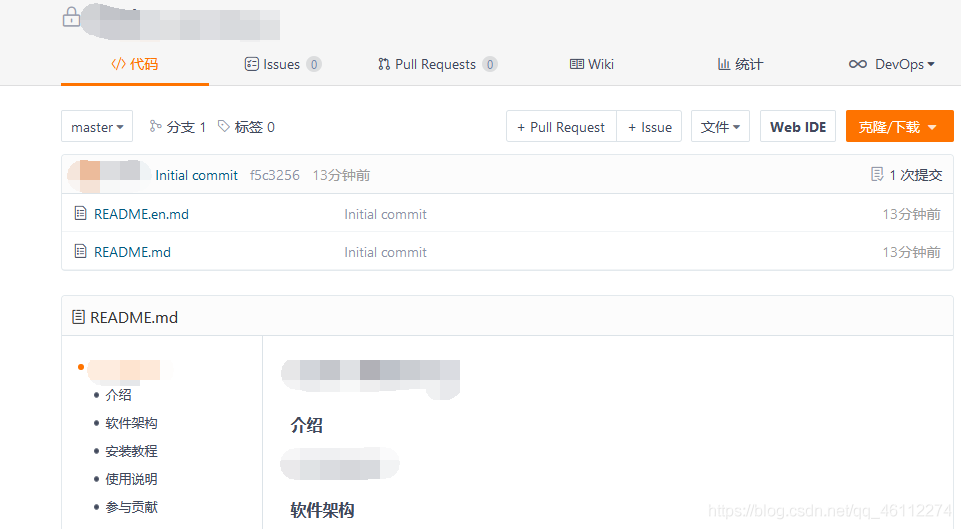 代码 Issues 0 Pull Requests 0 Wiki 统计 DevOps
master 分支 1 标签 0 + Pull Request + Issue 文件 Web IDE 克隆/下载
Initial commit f5c3256 13分钟前 1 次提交
README.en.md Initial commit 13分钟前
README.md Initial commit 13分钟前
README.md
介绍
软件架构
安装教程
使用说明
参与贡献
介绍
软件架构
https://blog.csdn.net/qq_46112274